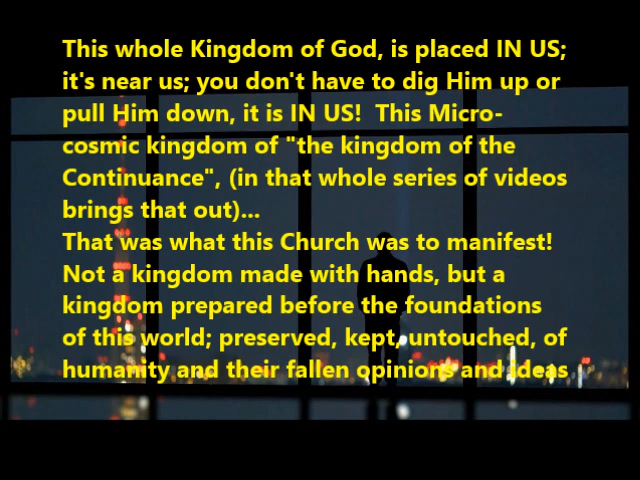 This whole Kingdom of God, is placed IN US;
it's near us; you don't have to dig Him up or
pull Him down, it is IN US!  This Micro-
cosmic kingdom of "the kingdom of the
Continuance", (in that whole series of videos
brings that out)...
That was what this Church was to manifest!
Not a kingdom made with hands, but a
kingdom prepared before the foundations
of this world; preserved, kept, untouched, of
humanity and their fallen opinions and ideas